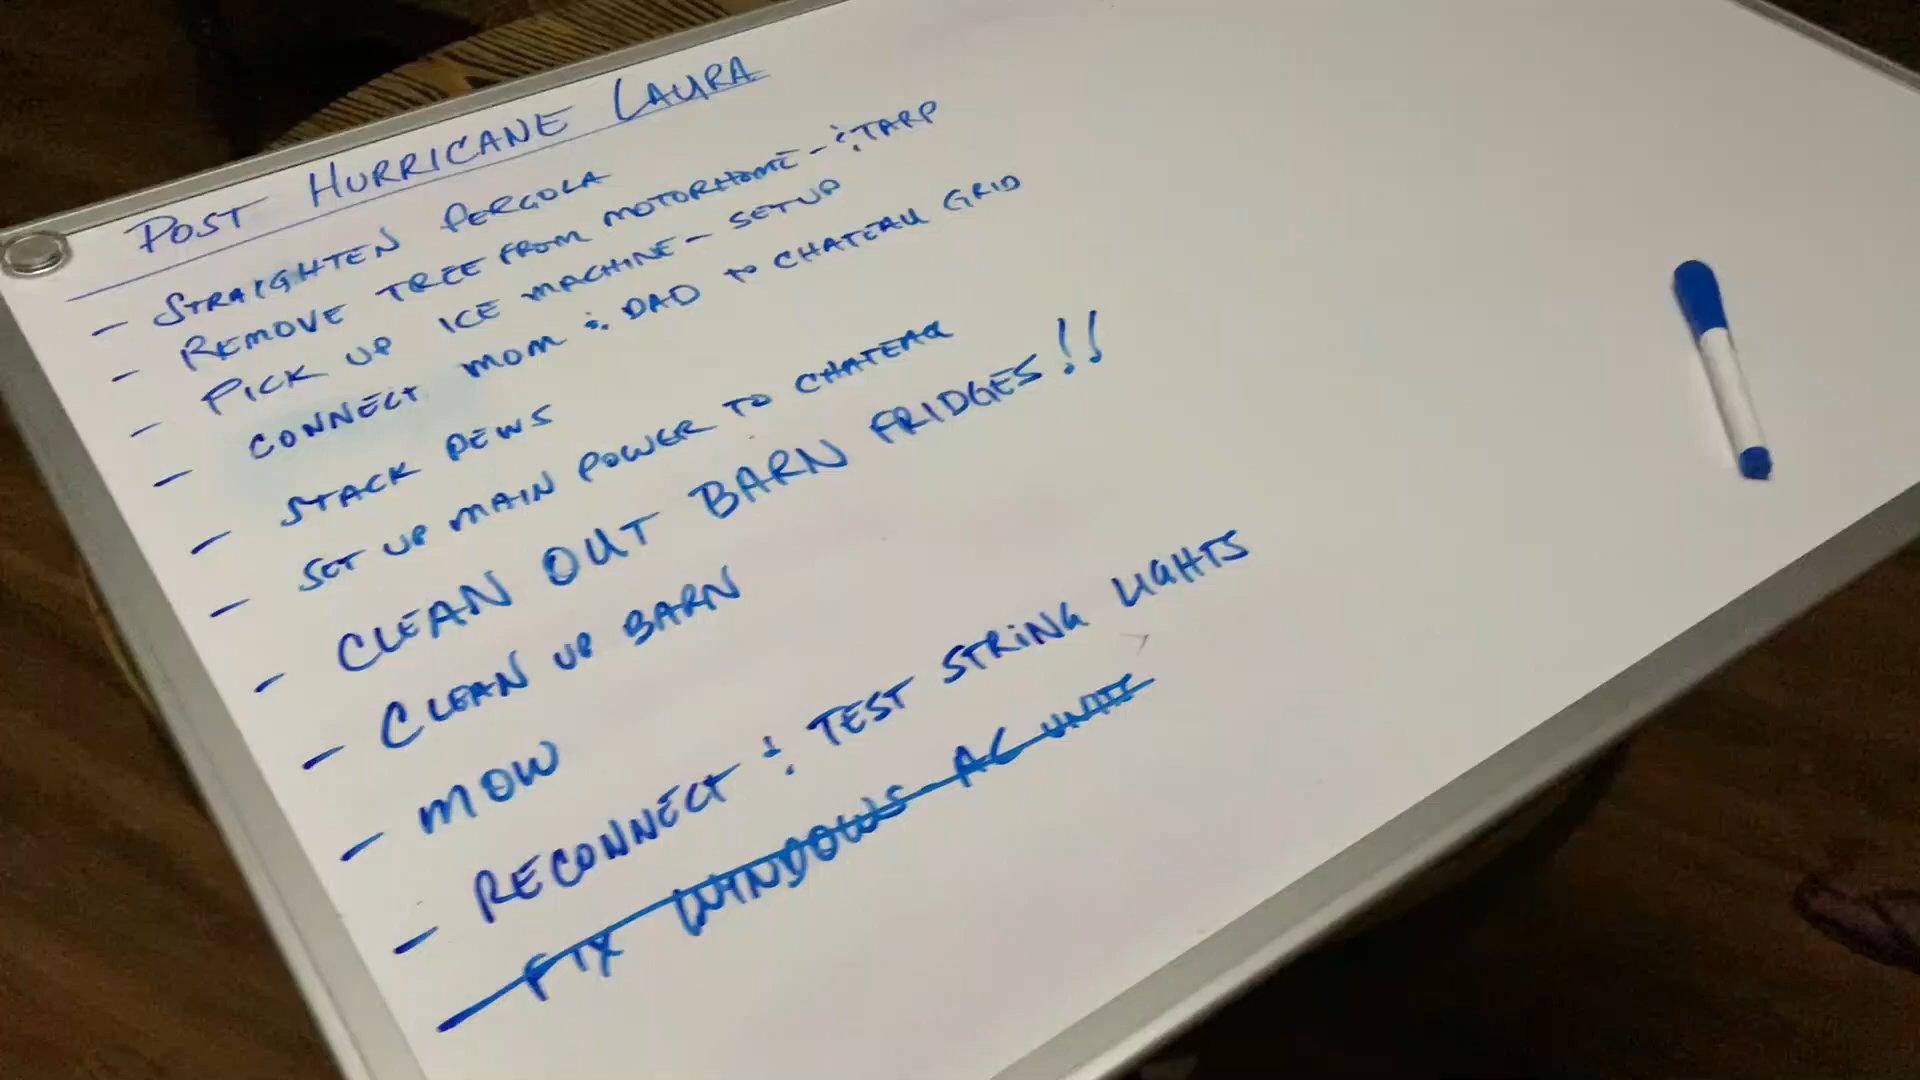 POST HURRICANE LAURA
- STRAIGHTEN PERGOLA
- REMOVE TREE FROM MOTORHOME - & TARP
- PICK UP ICE MACHINE - SETUP
- CONNECT MOM & DAD TO CHATEAU GRID
- STACK PEWS
- SET UP MAIN POWER TO CHATEAU
- CLEAN OUT BARN FRIDGES!!
- CLEAN UP BARN
- MOW
- RECONNECT & TEST STRING LIGHTS
- FIX WINDOWS AC UNIT